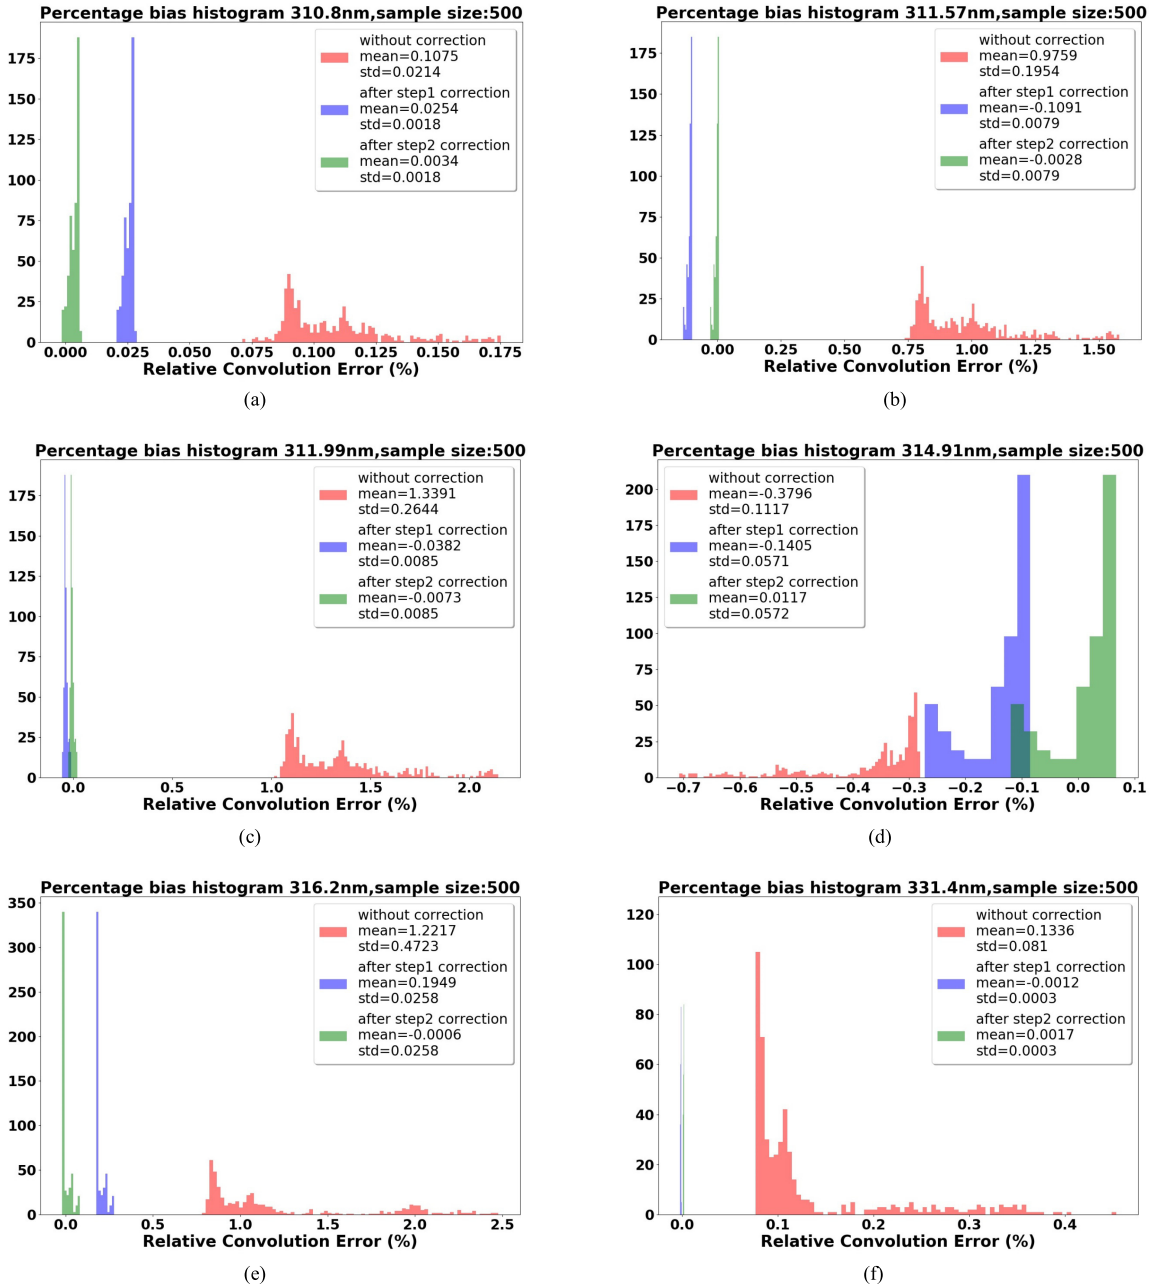 Percentage bias histogram 310.8nm,sample size:500
without correction
mean=0.1075
std=0.0214
after step1 correction
mean=0.0254
std=0.0018
after step2 correction
mean=0.0034
std=0.0018
175
150
125
100
75
50
25
0
0.000 0.025 0.050 0.075 0.100 0.125 0.150 0.175
Relative Convolution Error (%)
(a)
Percentage bias histogram 311.57nm,sample size:500
without correction
mean=0.9759
std=0.1954
after step1 correction
mean=-0.1091
std=0.0079
after step2 correction
mean=-0.0028
std=0.0079
175
150
125
100
75
50
25
0
0.00 0.25 0.50 0.75 1.00 1.25 1.50
Relative Convolution Error (%)
(b)
Percentage bias histogram 311.99nm,sample size:500
without correction
mean=1.3391
std=0.2644
after step1 correction
mean=-0.0382
std=0.0085
after step2 correction
mean=-0.0073
std=0.0085
175
150
125
100
75
50
25
0
0.0 0.5 1.0 1.5 2.0
Relative Convolution Error (%)
(c)
Percentage bias histogram 314.91nm,sample size:500
without correction
mean=-0.3796
std=0.1117
after step1 correction
mean=-0.1405
std=0.0571
after step2 correction
mean=0.0117
std=0.0572
200
175
150
125
100
75
50
25
0
−0.7 −0.6 −0.5 −0.4 −0.3 −0.2 −0.1 0.0 0.1
Relative Convolution Error (%)
(d)
Percentage bias histogram 316.2nm,sample size:500
without correction
mean=1.2217
std=0.4723
after step1 correction
mean=0.1949
std=0.0258
after step2 correction
mean=-0.0006
std=0.0258
350
300
250
200
150
100
50
0
0.0 0.5 1.0 1.5 2.0 2.5
Relative Convolution Error (%)
(e)
Percentage bias histogram 331.4nm,sample size:500
without correction
mean=0.1336
std=0.081
after step1 correction
mean=-0.0012
std=0.0003
after step2 correction
mean=0.0017
std=0.0003
120
100
80
60
40
20
0
0.0 0.1 0.2 0.3 0.4
Relative Convolution Error (%)
(f)